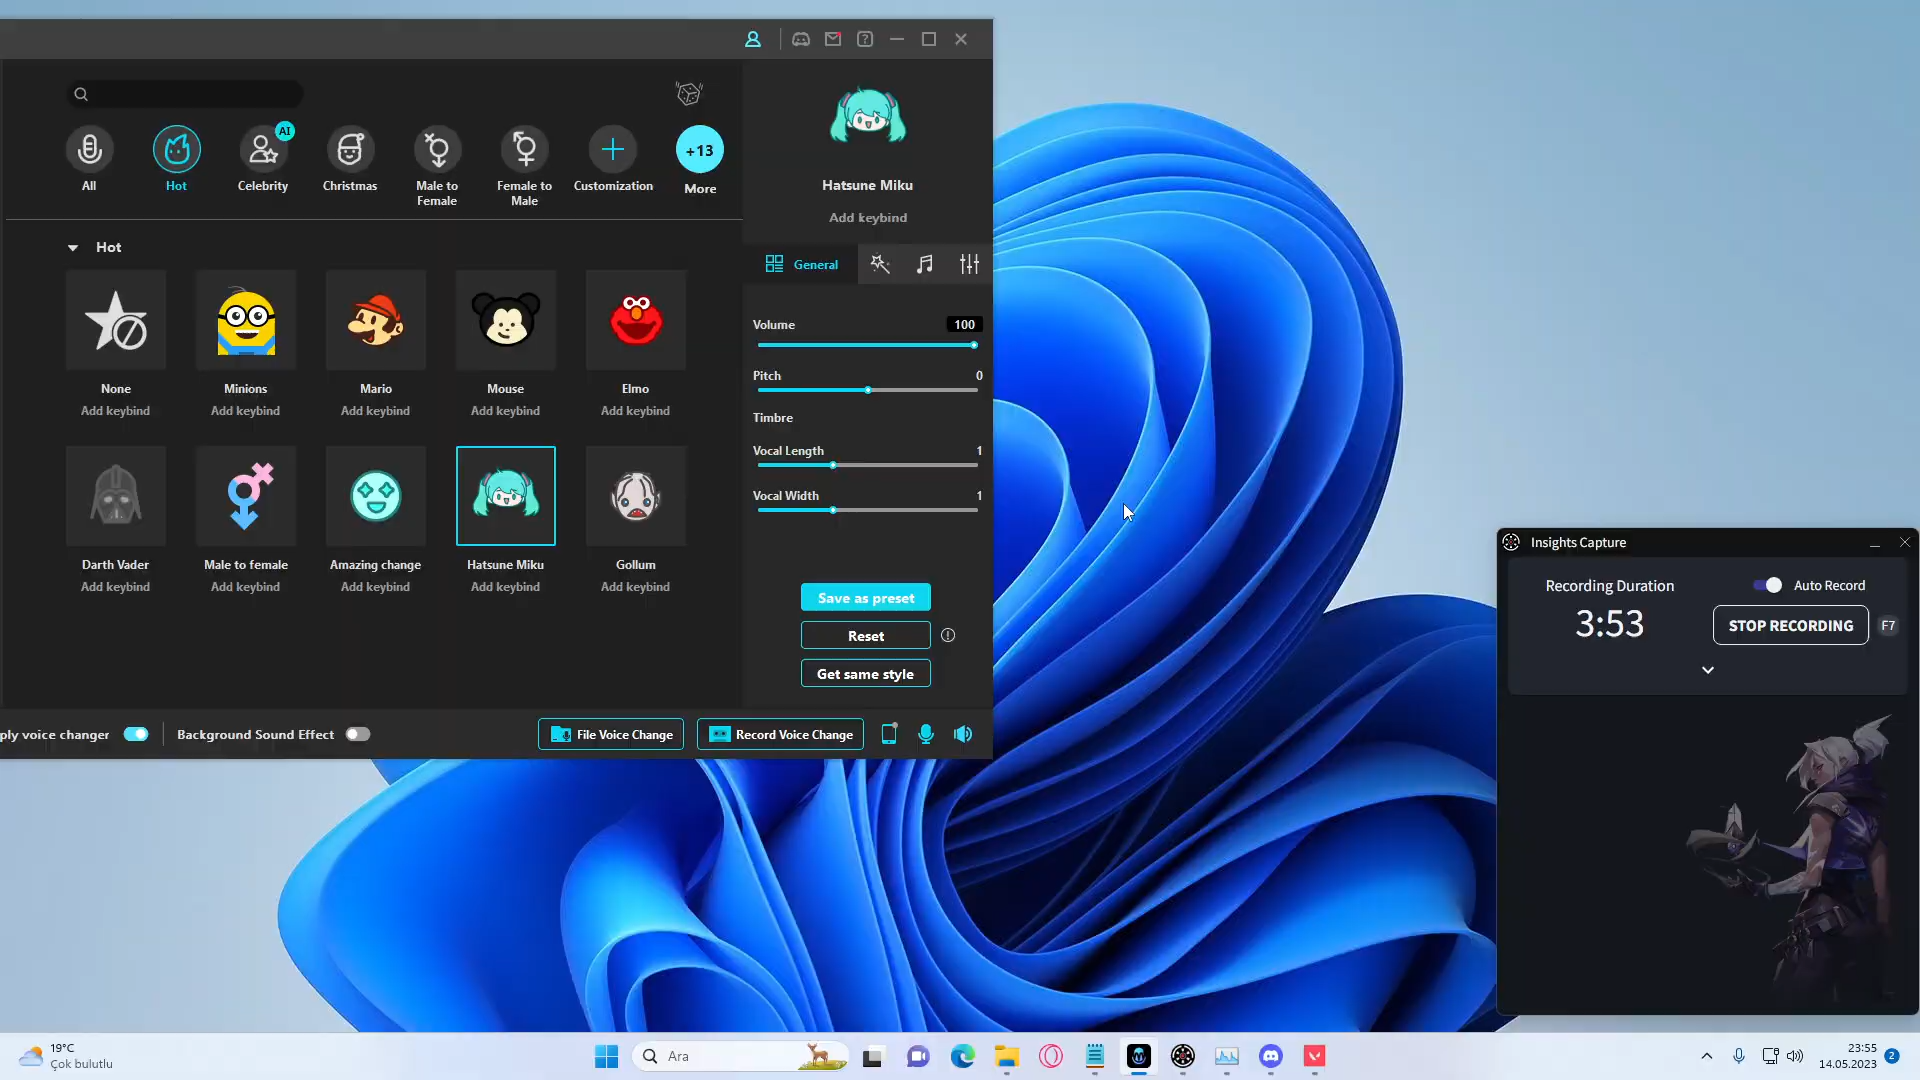 AI
+13
All
Hot
Celebrity
Christmas
Male to
Female
Female to
Male
Customization
More
Hatsune Miku
Add keybind
Hot
General
None
Add keybind
Minions
Add keybind
Mario
Add keybind
Mouse
Add keybind
Elmo
Add keybind
Darth Vader
Add keybind
Male to female
Add keybind
Amazing change
Add keybind
Hatsune Miku
Add keybind
Gollum
Add keybind
Volume 100
Pitch 0
Timbre
Vocal Length 1
Vocal Width 1
Save as preset
Reset
Get same style
ply voice changer
Background Sound Effect
File Voice Change
Record Voice Change
Insights Capture
Recording Duration
3:53
Auto Record
STOP RECORDING
F7
19°C
Çok bulutlu
Ara
23:55
14.05.2023
2